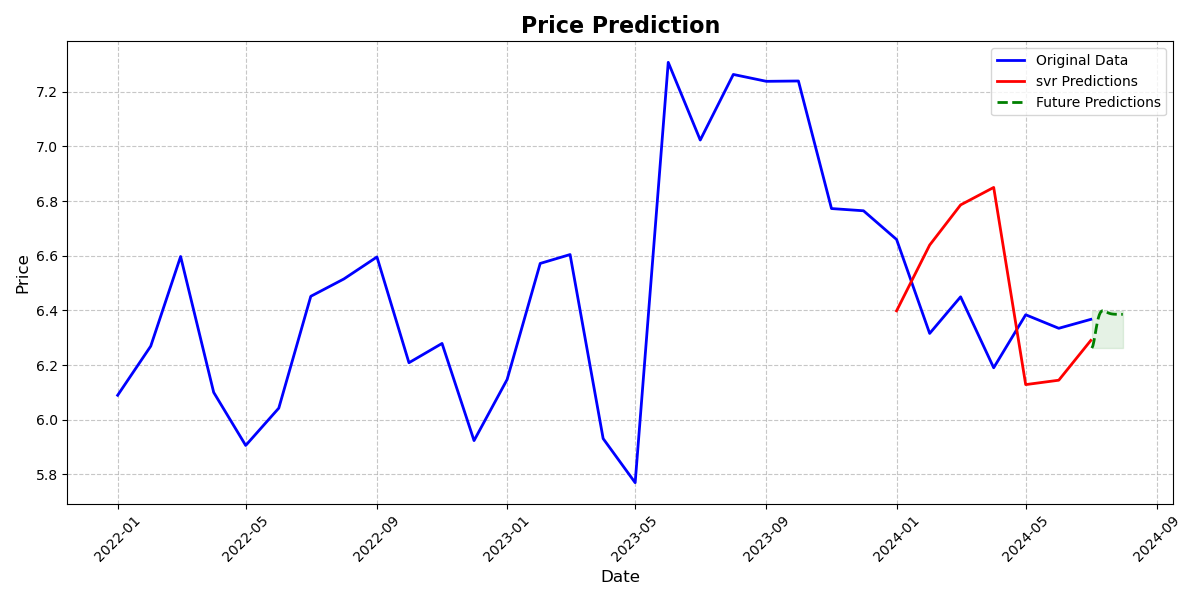 Price Prediction
Original Data
svr Predictions
Future Predictions
Price
7.2
7.0
6.8
6.6
6.4
6.2
6.0
5.8
2022-01
2022-05
2022-09
2023-01
2023-05
2023-09
2024-01
2024-05
2024-09
Date